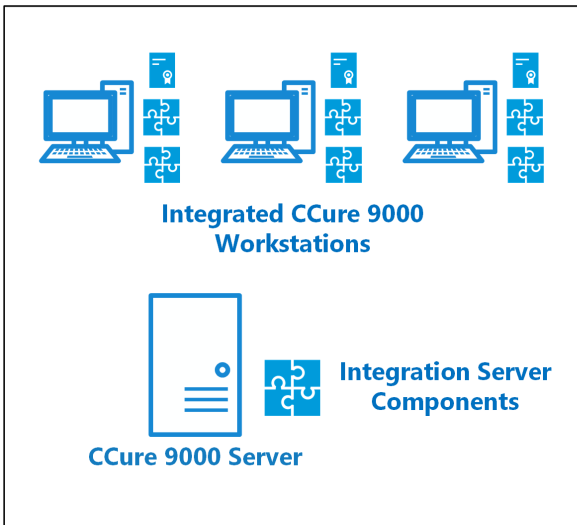 Integrated CCure 9000
Workstations
Integration Server
Components
CCure 9000 Server